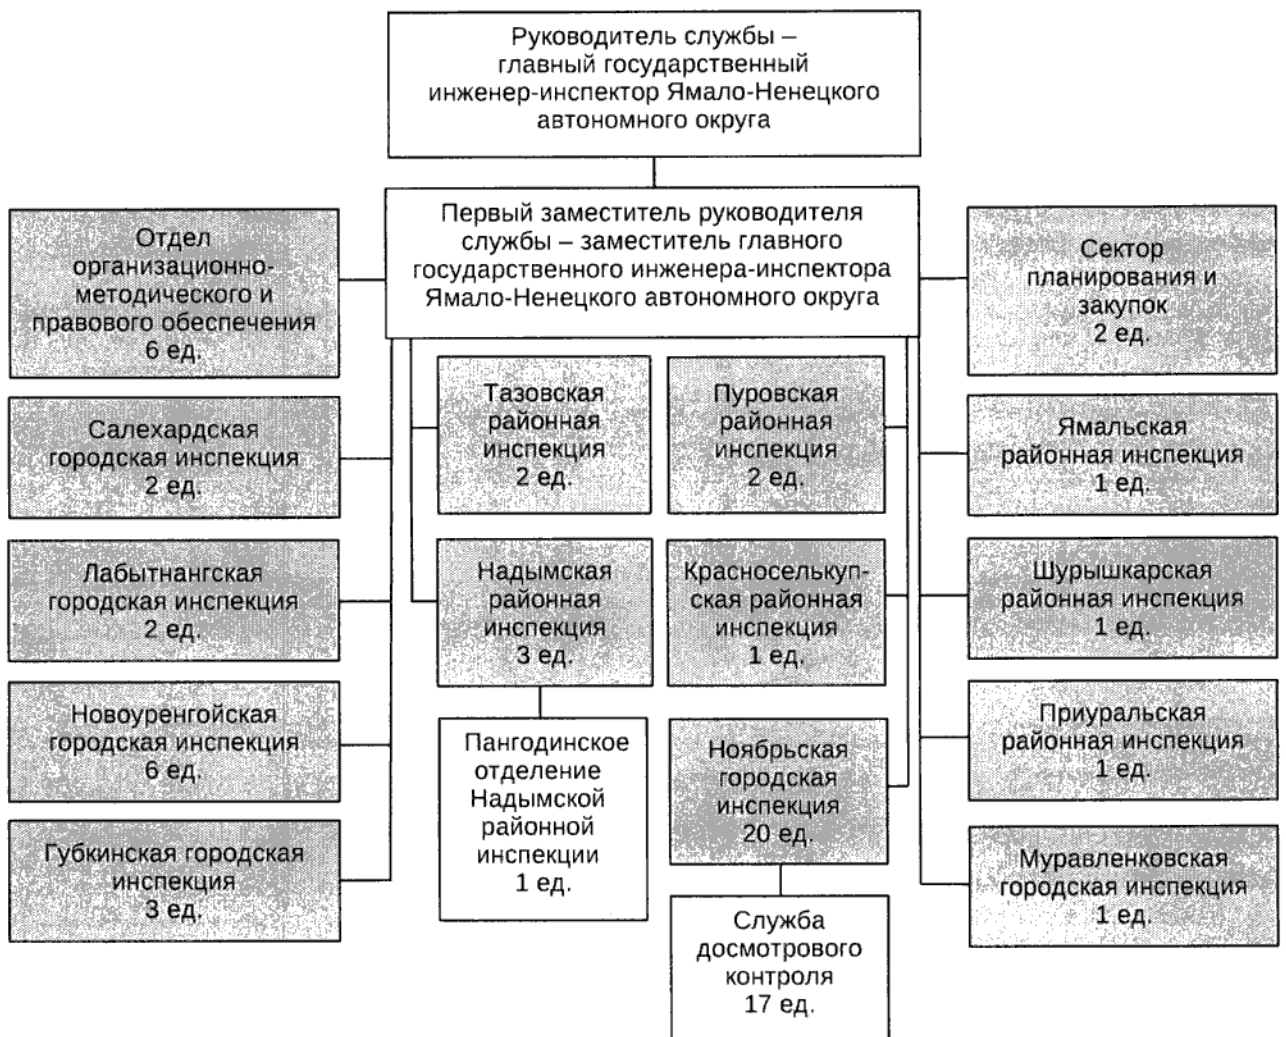 Руководитель службы –
главный государственный
инженер-инспектор Ямало-Ненецкого
автономного округа
Первый заместитель руководителя
службы – заместитель главного
государственного инженера-инспектора
Ямало-Ненецкого автономного округа
Отдел
организационно-
методического и
правового обеспечения
6 ед.
Салехардская
городская инспекция
2 ед.
Лабытнангская
городская инспекция
2 ед.
Новоуренгойская
городская инспекция
6 ед.
Губкинская городская
инспекция
3 ед.
Тазовская
районная
инспекция
2 ед.
Надымская
районная
инспекция
3 ед.
Пангодинское
отделение
Надымской
районной
инспекции
1 ед.
Пуровская
районная
инспекция
2 ед.
Красноселькуп-
ская районная
инспекция
1 ед.
Ноябрьская
городская
инспекция
20 ед.
Служба
досмотрового
контроля
17 ед.
Сектор
планирования и
закупок
2 ед.
Ямальская
районная инспекция
1 ед.
Шурышкарская
районная инспекция
1 ед.
Приуральская
районная инспекция
1 ед.
Муравленковская
городская инспекция
1 ед.